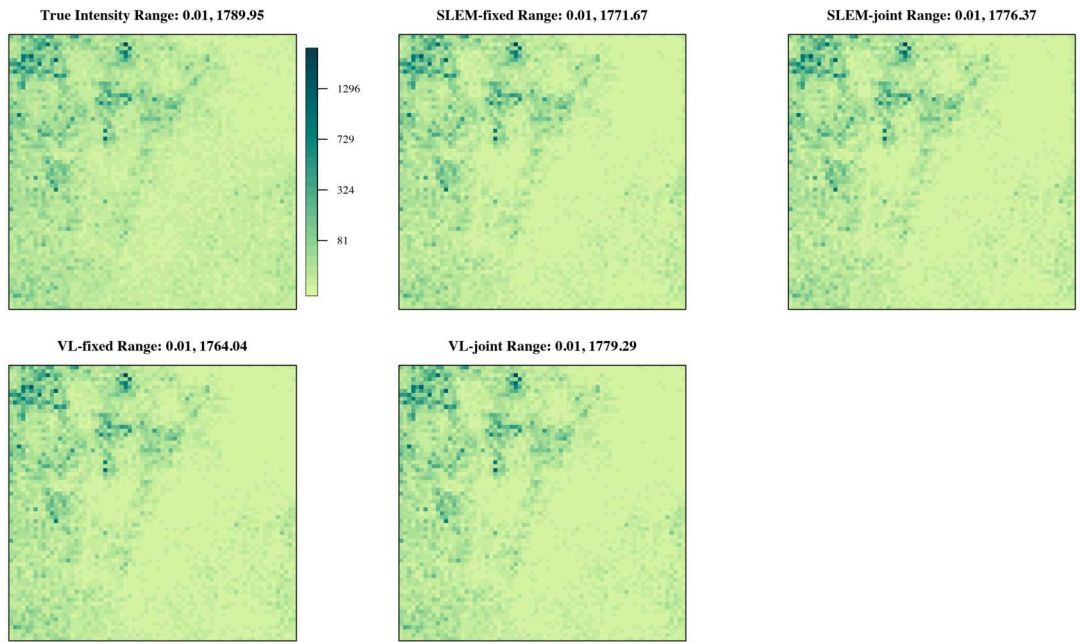 True Intensity Range: 0.01, 1789.95
SLEM-fixed Range: 0.01, 1771.67
SLEM-joint Range: 0.01, 1776.37
1296
729
324
81
VL-fixed Range: 0.01, 1764.04
VL-joint Range: 0.01, 1779.29